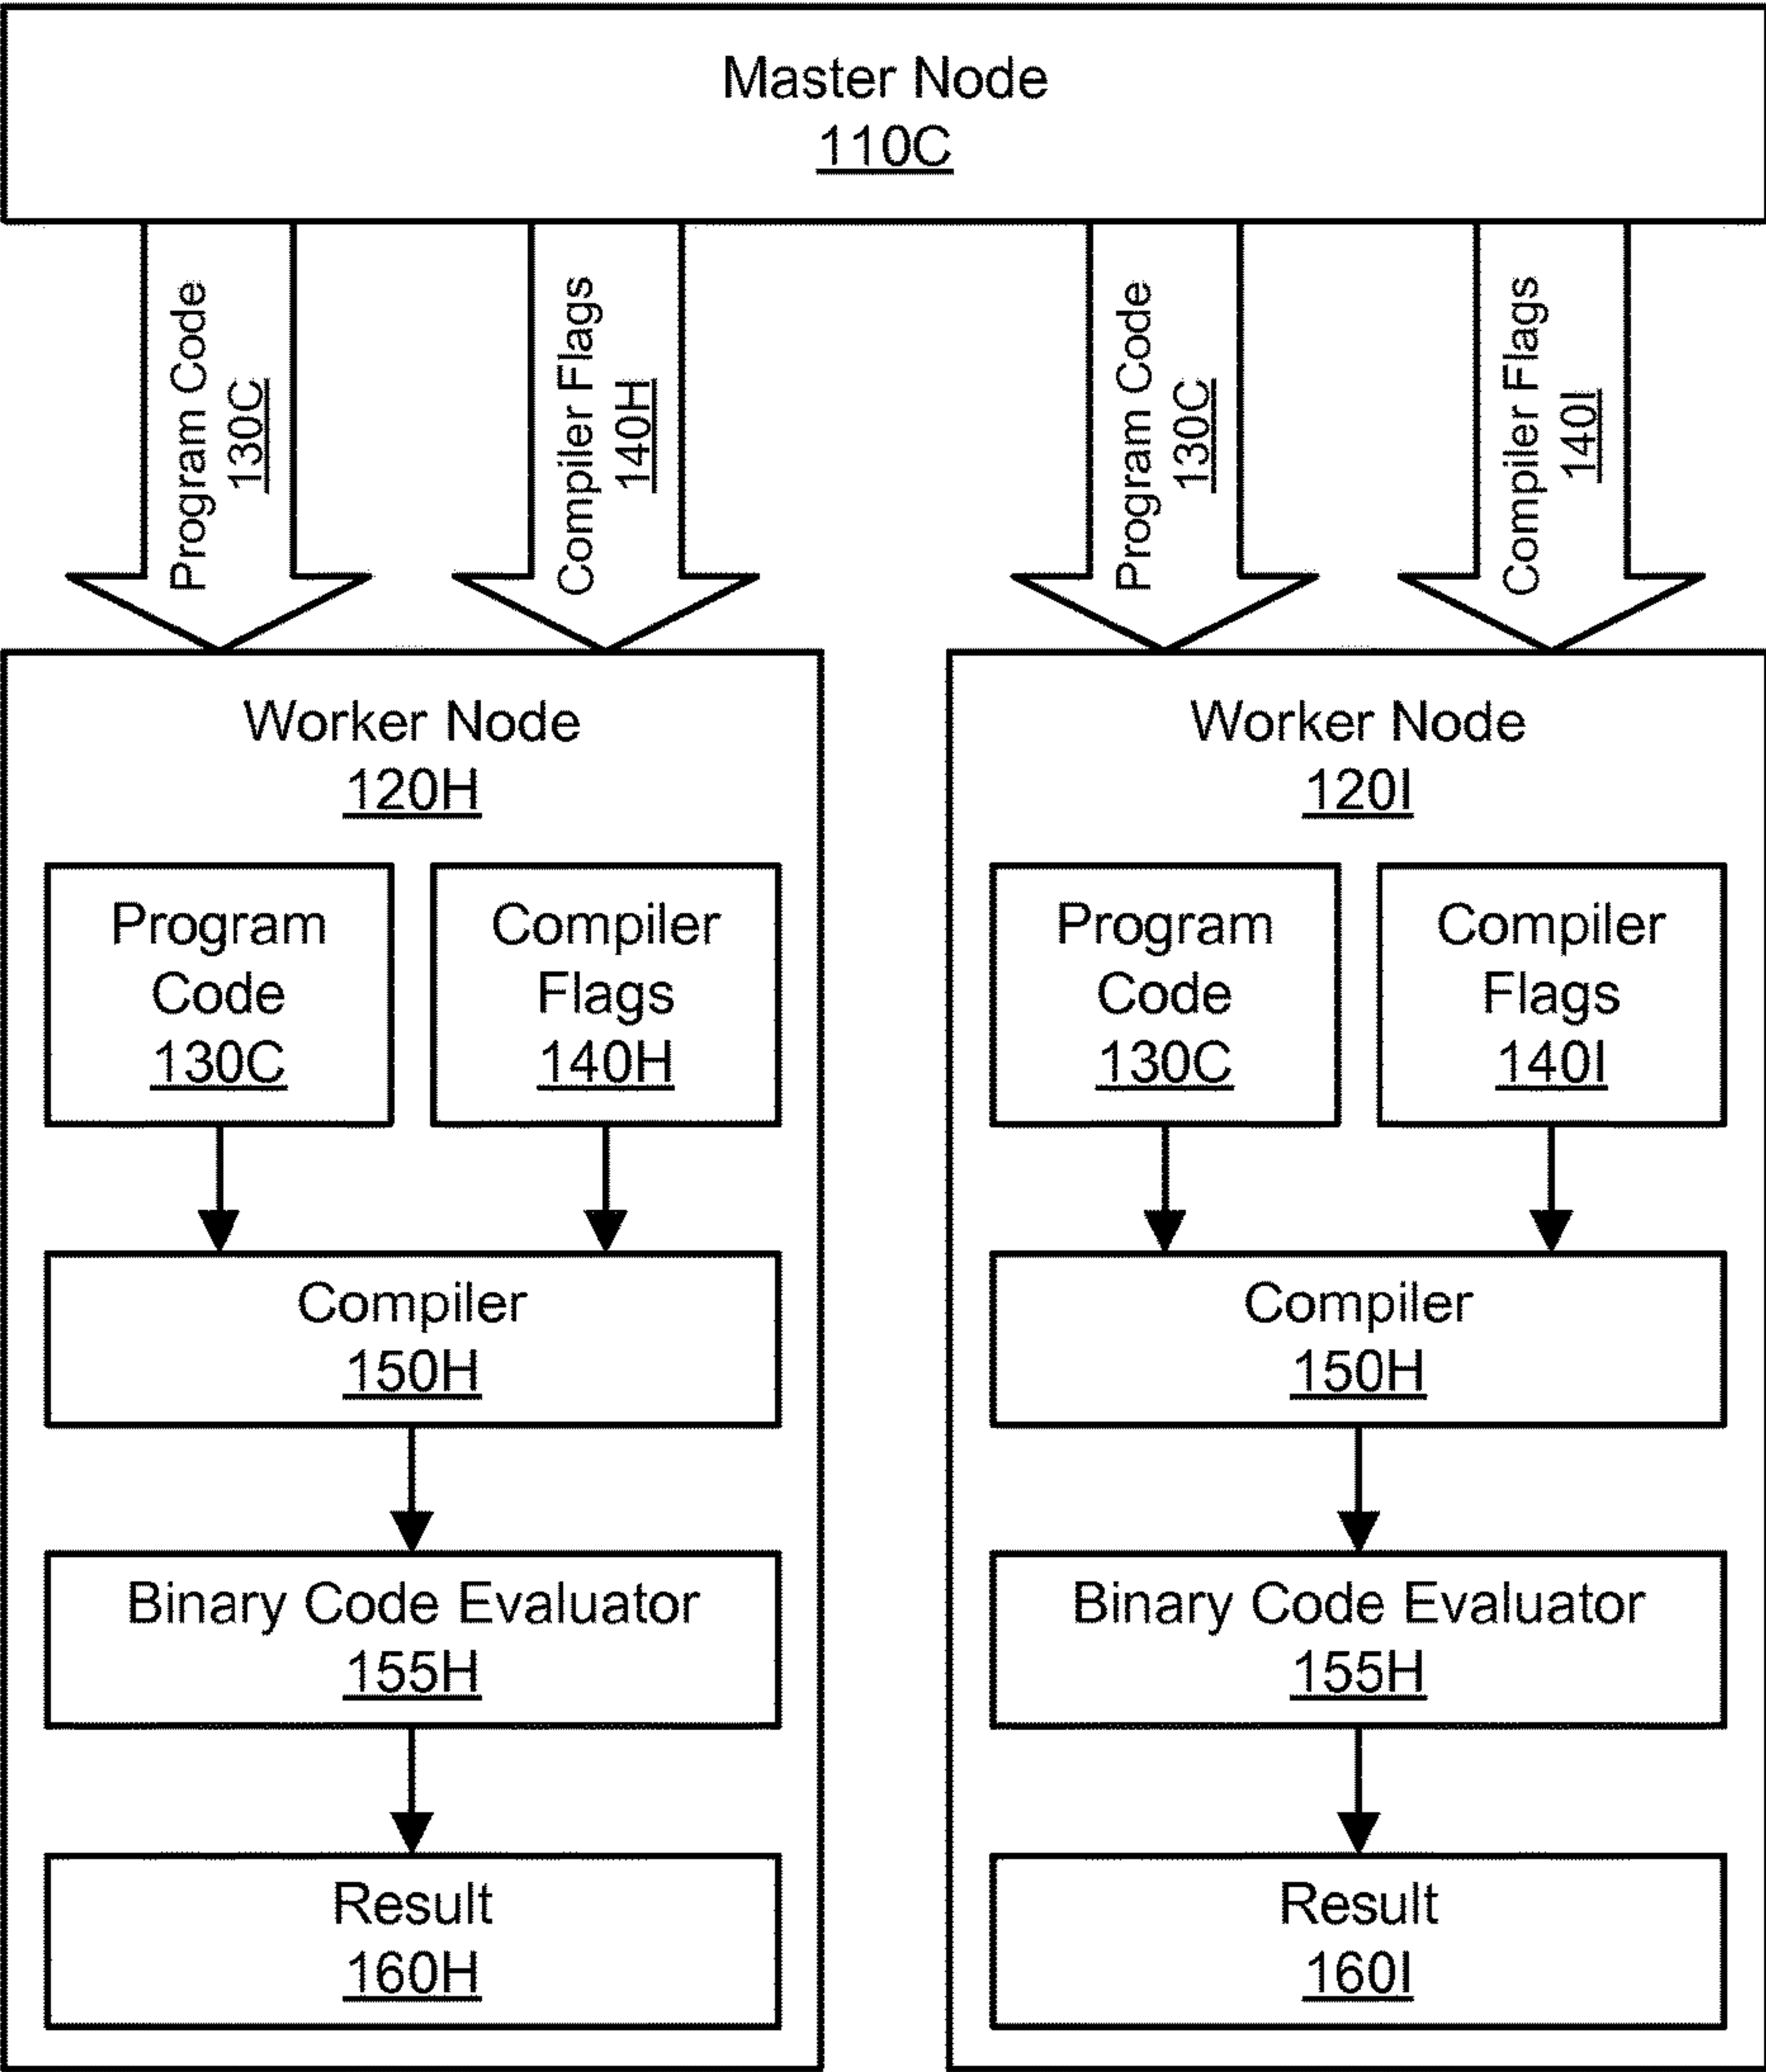 Master Node
110C
Program Code
130C
Compiler Flags
140H
Program Code
130C
Compiler Flags
140I
Worker Node
120H
Program
Code
130C
Compiler
Flags
140H
Compiler
150H
Binary Code Evaluator
155H
Result
160H
Worker Node
120I
Program
Code
130C
Compiler
Flags
140I
Compiler
150H
Binary Code Evaluator
155H
Result
160I